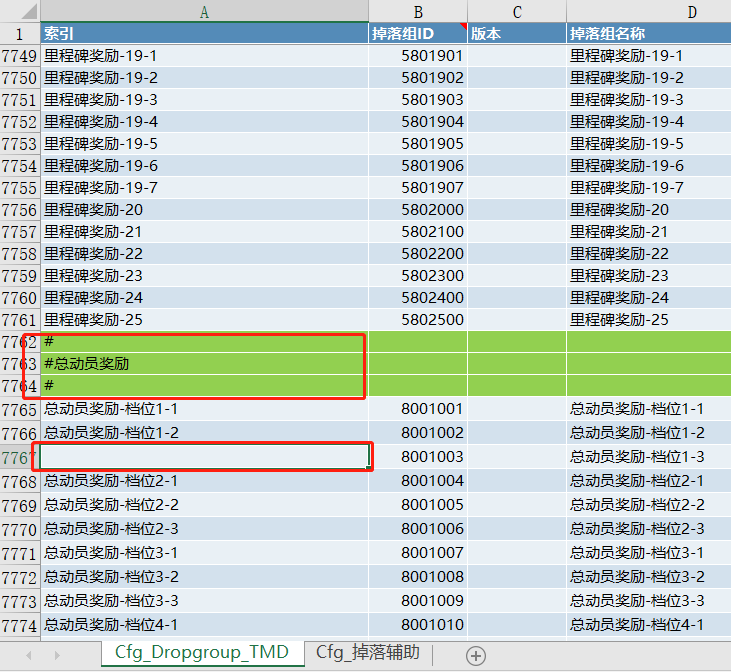 A B C D
1 索引 掉落组ID 版本 掉落组名称
7749 里程碑奖励-19-1 5801901 里程碑奖励-19-1
7750 里程碑奖励-19-2 5801902 里程碑奖励-19-2
7751 里程碑奖励-19-3 5801903 里程碑奖励-19-3
7752 里程碑奖励-19-4 5801904 里程碑奖励-19-4
7753 里程碑奖励-19-5 5801905 里程碑奖励-19-5
7754 里程碑奖励-19-6 5801906 里程碑奖励-19-6
7755 里程碑奖励-19-7 5801907 里程碑奖励-19-7
7756 里程碑奖励-20 5802000 里程碑奖励-20
7757 里程碑奖励-21 5802100 里程碑奖励-21
7758 里程碑奖励-22 5802200 里程碑奖励-22
7759 里程碑奖励-23 5802300 里程碑奖励-23
7760 里程碑奖励-24 5802400 里程碑奖励-24
7761 里程碑奖励-25 5802500 里程碑奖励-25
7762 #
7763 #总动员奖励
7764 #
7765 总动员奖励-档位1-1 8001001 总动员奖励-档位1-1
7766 总动员奖励-档位1-2 8001002 总动员奖励-档位1-2
7767 8001003 总动员奖励-档位1-3
7768 总动员奖励-档位2-1 8001004 总动员奖励-档位2-1
7769 总动员奖励-档位2-2 8001005 总动员奖励-档位2-2
7770 总动员奖励-档位2-3 8001006 总动员奖励-档位2-3
7771 总动员奖励-档位3-1 8001007 总动员奖励-档位3-1
7772 总动员奖励-档位3-2 8001008 总动员奖励-档位3-2
7773 总动员奖励-档位3-3 8001009 总动员奖励-档位3-3
7774 总动员奖励-档位4-1 8001010 总动员奖励-档位4-1
Cfg_Dropgroup_TMD Cfg_掉落辅助